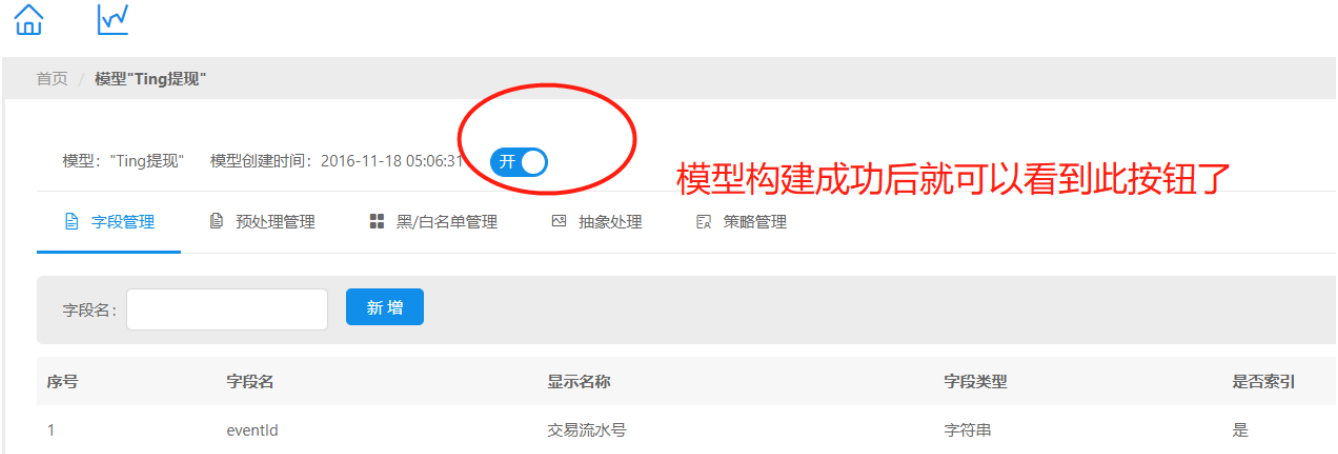 首页 / 模型"Ting提现"
模型："Ting提现" 模型创建时间：2016-11-18 05:06:31 开
模型构建成功后就可以看到此按钮了
字段管理 预处理管理 黑/白名单管理 抽象处理 策略管理
字段名： 新增
序号 字段名 显示名称 字段类型 是否索引
1 eventId 交易流水号 字符串 是